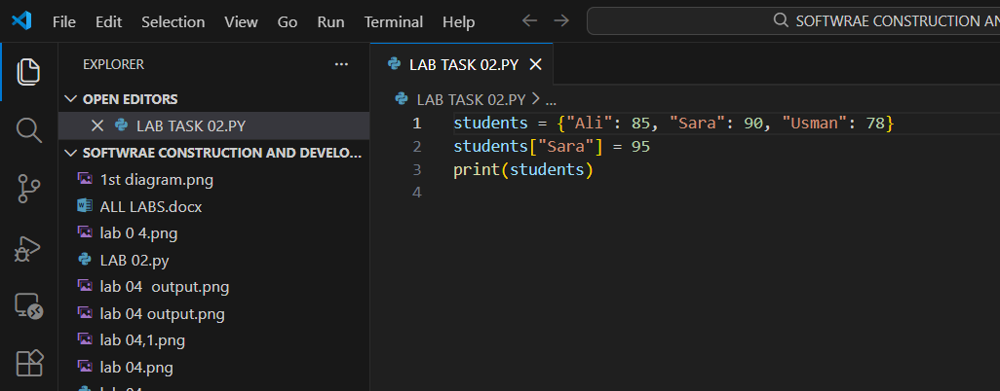 File Edit Selection View Go Run Terminal Help
SOFTWRAE CONSTRUCTION AN
EXPLORER
OPEN EDITORS
LAB TASK 02.PY
SOFTWRAE CONSTRUCTION AND DEVELO...
1st diagram.png
ALL LABS.docx
lab 0 4.png
LAB 02.py
lab 04  output.png
lab 04 output.png
lab 04,1.png
lab 04.png
LAB TASK 02.PY
LAB TASK 02.PY > ...
1 students = {"Ali": 85, "Sara": 90, "Usman": 78}
2 students["Sara"] = 95
3 print(students)
4